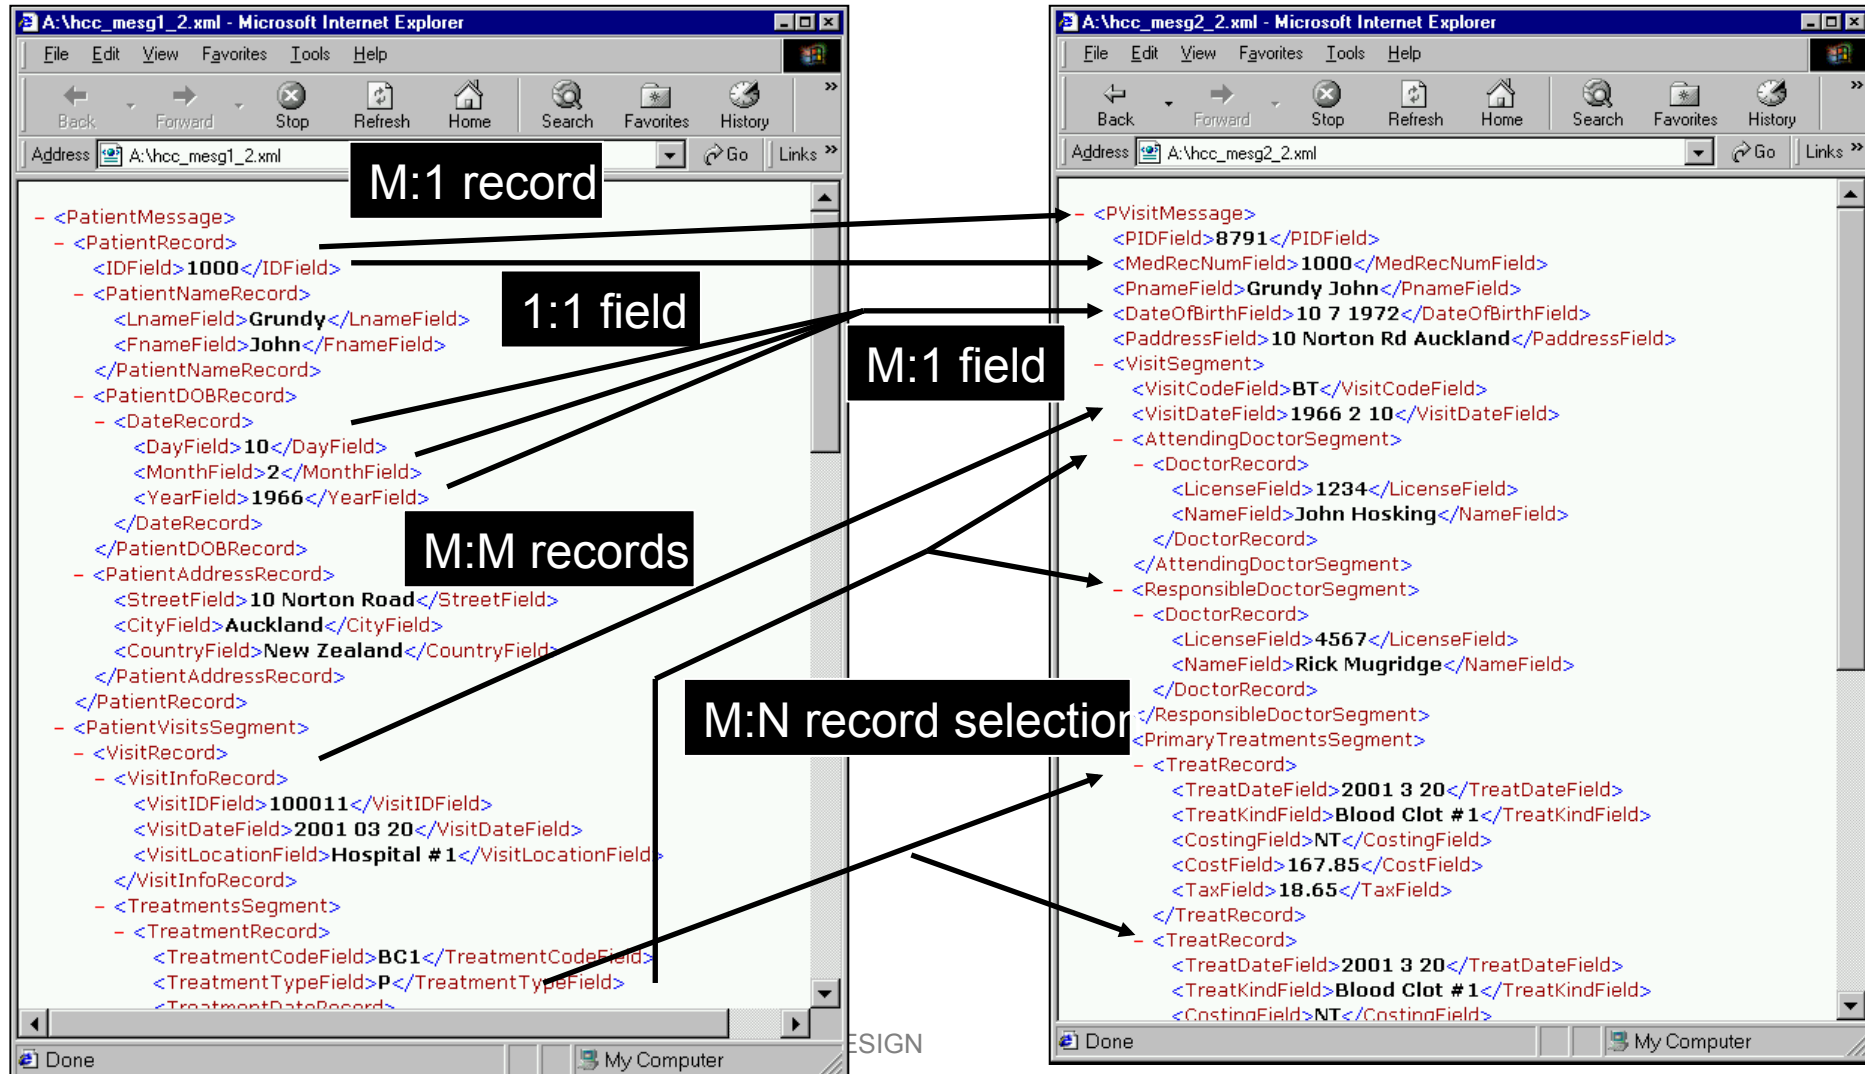 A:\hcc_mesg1_2.xml - Microsoft Internet Explorer
File Edit View Favorites Tools Help
Back Forward Stop Refresh Home Search Favorites History »
Address A:\hcc_mesg1_2.xml Go Links »
- <PatientMessage>
- <PatientRecord>
<IDField>1000</IDField>
- <PatientNameRecord>
<LnameField>Grundy</LnameField>
<FnameField>John</FnameField>
</PatientNameRecord>
- <PatientDOBRecord>
- <DateRecord>
<DayField>10</DayField>
<MonthField>2</MonthField>
<YearField>1966</YearField>
</DateRecord>
</PatientDOBRecord>
- <PatientAddressRecord>
<StreetField>10 Norton Road</StreetField>
<CityField>Auckland</CityField>
<CountryField>New Zealand</CountryField>
</PatientAddressRecord>
</PatientRecord>
- <PatientVisitsSegment>
- <VisitRecord>
- <VisitInfoRecord>
<VisitIDField>100011</VisitIDField>
<VisitDateField>2001 03 20</VisitDateField>
<VisitLocationField>Hospital #1</VisitLocationField>
</VisitInfoRecord>
- <TreatmentsSegment>
- <TreatmentRecord>
<TreatmentCodeField>BC1</TreatmentCodeField>
<TreatmentTypeField>P</TreatmentTypeField>
<TreatmentDateRecord>
Done My Computer
M:1 record
1:1 field
M:1 field
M:M records
M:N record selection
ESIGN
A:\hcc_mesg2_2.xml - Microsoft Internet Explorer
File Edit View Favorites Tools Help
Back Forward Stop Refresh Home Search Favorites History »
Address A:\hcc_mesg2_2.xml Go Links »
- <PVisitMessage>
<PIDField>8791</PIDField>
<MedRecNumField>1000</MedRecNumField>
<PnameField>Grundy John</PnameField>
<DateOfBirthField>10 7 1972</DateOfBirthField>
<PaddressField>10 Norton Rd Auckland</PaddressField>
- <VisitSegment>
<VisitCodeField>BT</VisitCodeField>
<VisitDateField>1966 2 10</VisitDateField>
- <AttendingDoctorSegment>
- <DoctorRecord>
<LicenseField>1234</LicenseField>
<NameField>John Hosking</NameField>
</DoctorRecord>
</AttendingDoctorSegment>
- <ResponsibleDoctorSegment>
- <DoctorRecord>
<LicenseField>4567</LicenseField>
<NameField>Rick Mugridge</NameField>
</DoctorRecord>
</ResponsibleDoctorSegment>
<PrimaryTreatmentsSegment>
- <TreatRecord>
<TreatDateField>2001 3 20</TreatDateField>
<TreatKindField>Blood Clot #1</TreatKindField>
<CostingField>NT</CostingField>
<CostField>167.85</CostField>
<TaxField>18.65</TaxField>
</TreatRecord>
- <TreatRecord>
<TreatDateField>2001 3 20</TreatDateField>
<TreatKindField>Blood Clot #1</TreatKindField>
<CostingField>NT</CostingField>
Done My Computer